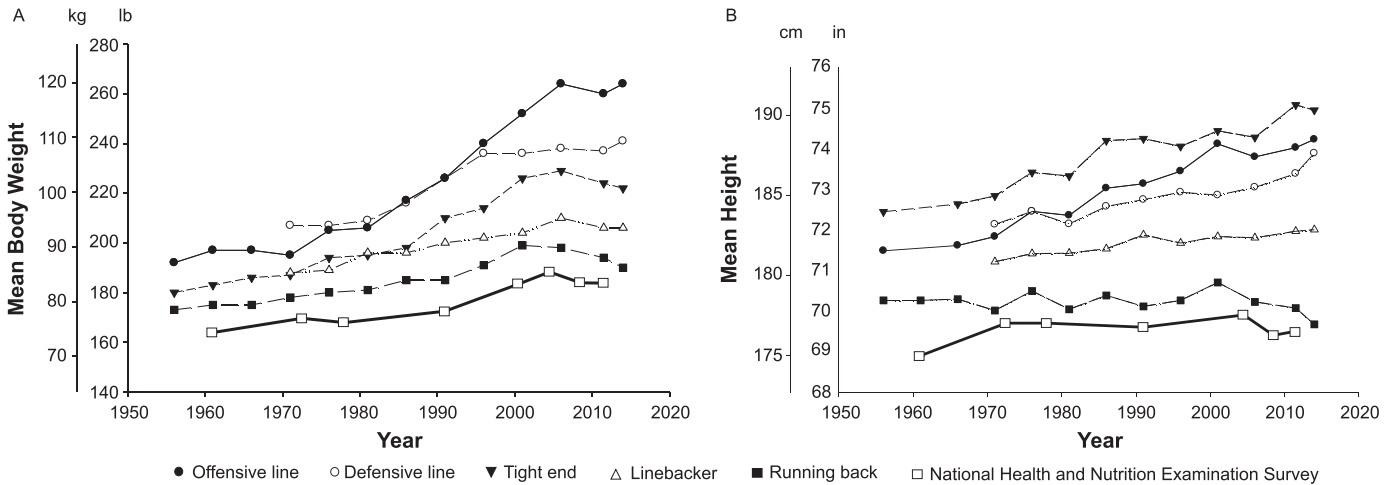 A
kg
lb
Mean Body Weight
280
120
260
110
240
220
100
200
90
180
80
160
70
140
1950
1960
1970
1980
1990
2000
2010
2020
Year
B
cm
in
Mean Height
76
75
190
74
73
185
72
71
180
70
69
175
68
1950
1960
1970
1980
1990
2000
2010
2020
Year
Offensive line
Defensive line
Tight end
Linebacker
Running back
National Health and Nutrition Examination Survey